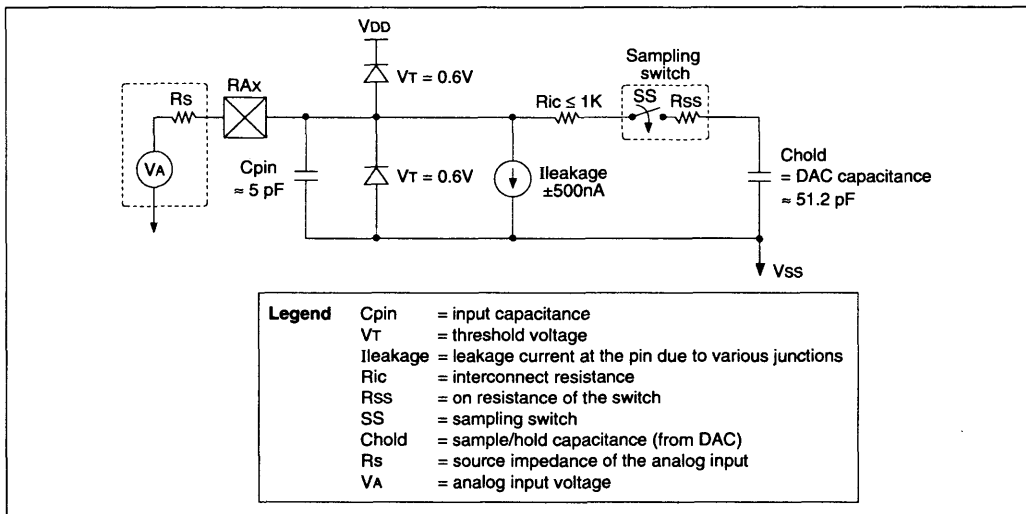 VDD
Sampling
switch
VT = 0.6V
RAx
Rs
Ric ≤ 1K
SS
Rss
VA
Cpin
≈ 5 pF
VT = 0.6V
Ileakage
±500nA
Chold
= DAC capacitance
≈ 51.2 pF
Vss
Legend Cpin = input capacitance
VT = threshold voltage
Ileakage = leakage current at the pin due to various junctions
Ric = interconnect resistance
Rss = on resistance of the switch
SS = sampling switch
Chold = sample/hold capacitance (from DAC)
Rs = source impedance of the analog input
VA = analog input voltage